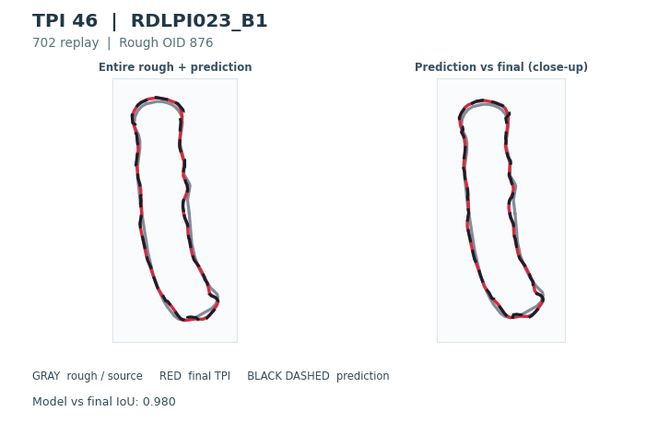 TPI 46 | RDLPI023_B1
702 replay | Rough OID 876
Entire rough + prediction
Prediction vs final (close-up)
GRAY rough / source RED final TPI BLACK DASHED prediction
Model vs final IoU: 0.980